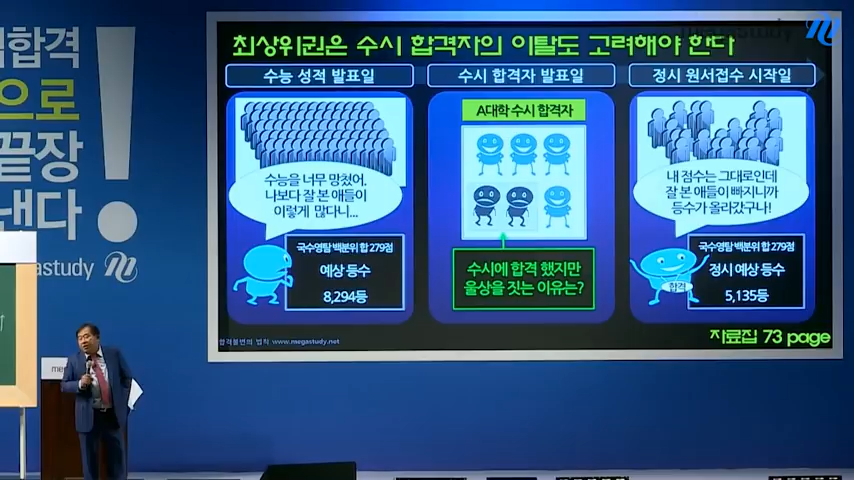 합격
으로
끝장
낸다
!
megastudy
최상위권은 수시 합격자의 이탈도 고려해야 한다
수능 성적 발표일
수능을 너무 망쳤어.
나보다 잘 본 애들이
이렇게 많다니...
국수영탐 백분위 합 279점
예상 등수
8,294등
수시 합격자 발표일
A대학 수시 합격자
수시에 합격 했지만
울상을 짓는 이유는?
정시 원서접수 시작일
내 점수는 그대로인데
잘 본 애들이 빠지니까
등수가 올라갔구나!
합격
국수영탐 백분위 합 279점
정시 예상 등수
5,135등
합격불변의 법칙 www.megastudy.net
자료집 73 page